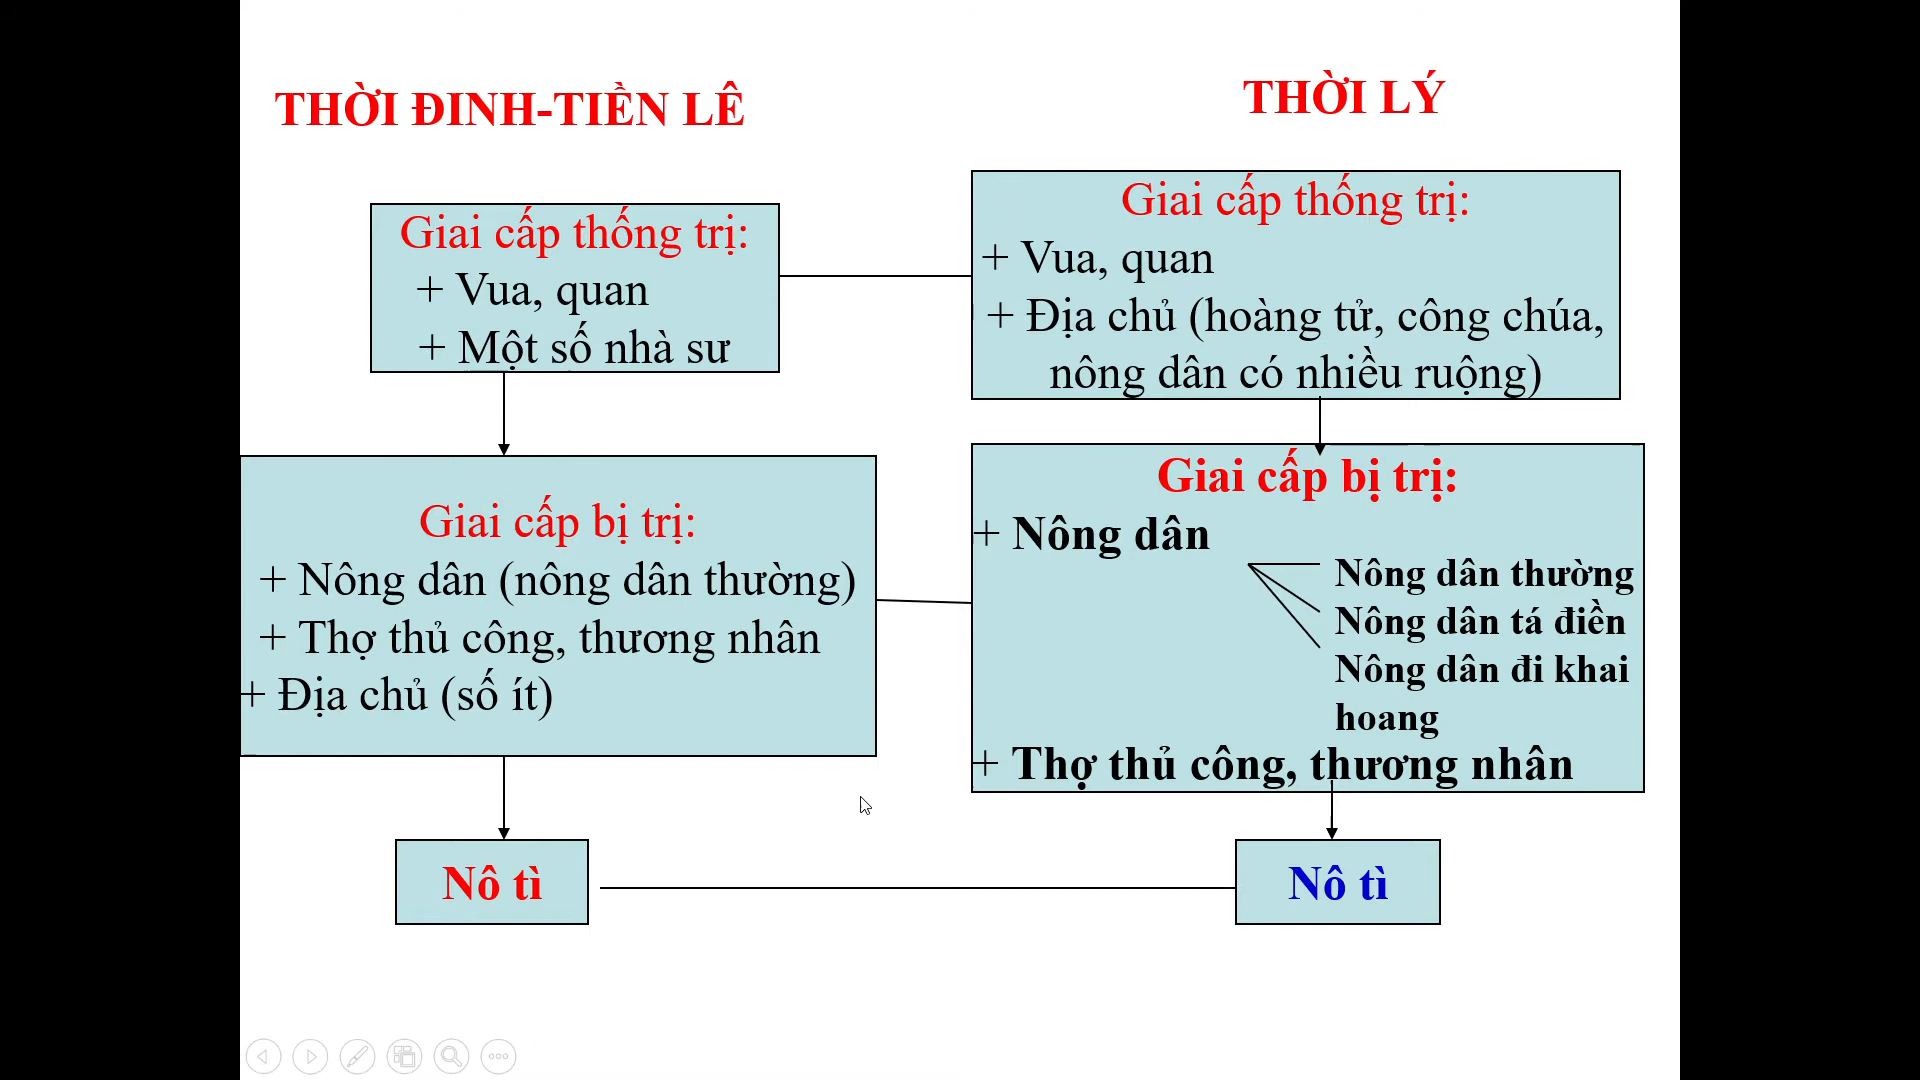 THỜI ĐINH-TIỀN LÊ
Giai cấp thống trị:
+ Vua, quan
+ Một số nhà sư
Giai cấp bị trị:
+ Nông dân (nông dân thường)
+ Thợ thủ công, thương nhân
+ Địa chủ (số ít)
Nô tì
THỜI LÝ
Giai cấp thống trị:
+ Vua, quan
+ Địa chủ (hoàng tử, công chúa,
nông dân có nhiều ruộng)
Giai cấp bị trị:
+ Nông dân
Nông dân thường
Nông dân tá điền
Nông dân đi khai
hoang
+ Thợ thủ công, thương nhân
Nô tì